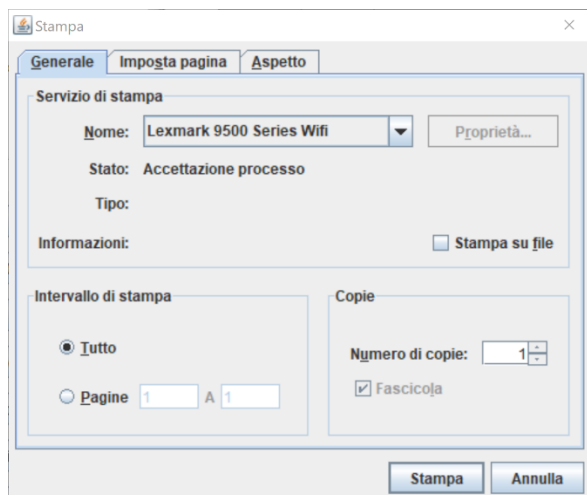 Stampa
Generale Imposta pagina Aspetto
Servizio di stampa
Nome: Lexmark 9500 Series Wifi Proprietà...
Stato: Accettazione processo
Tipo:
Informazioni: Stampa su file
Intervallo di stampa Copie
Tutto Numero di copie: 1
Pagine 1 A 1 Fascicola
Stampa Annulla